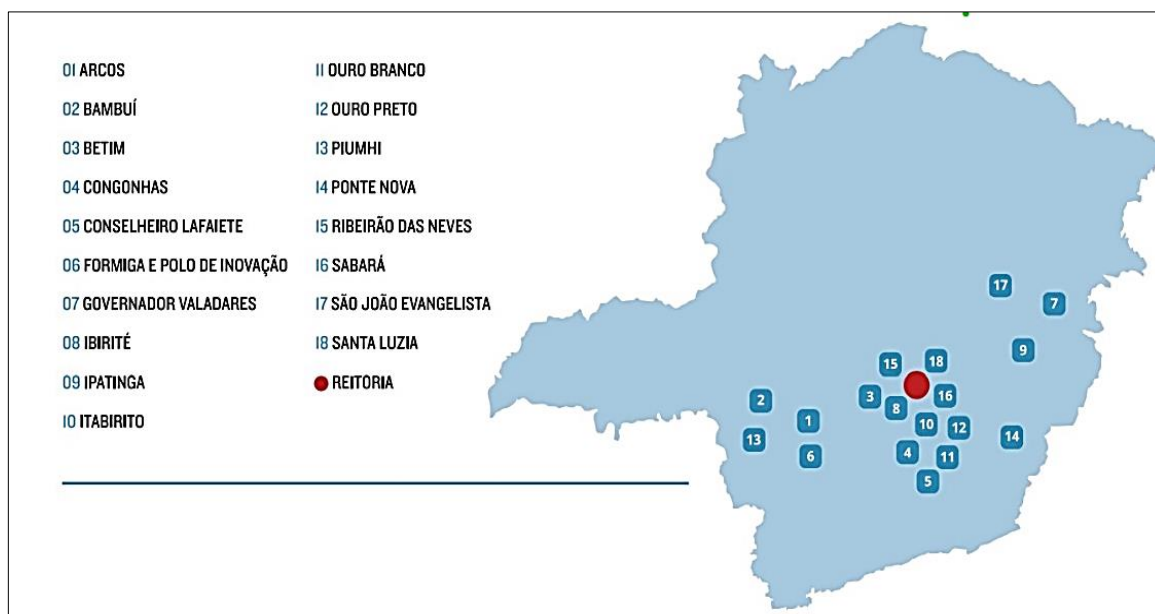 01 ARCOS
02 BAMBUÍ
03 BETIM
04 CONGONHAS
05 CONSELHEIRO LAFAIETE
06 FORMIGA E POLO DE INOVAÇÃO
07 GOVERNADOR VALADARES
08 IBIRITÉ
09 IPATINGA
10 ITABIRITO
11 OURO BRANCO
12 OURO PRETO
13 PIUMHI
14 PONTE NOVA
15 RIBEIRÃO DAS NEVES
16 SABARÁ
17 SÃO JOÃO EVANGELISTA
18 SANTA LUZIA
REITORIA
17
7
9
15
18
2
3
8
16
1
10
12
13
6
4
11
14
5